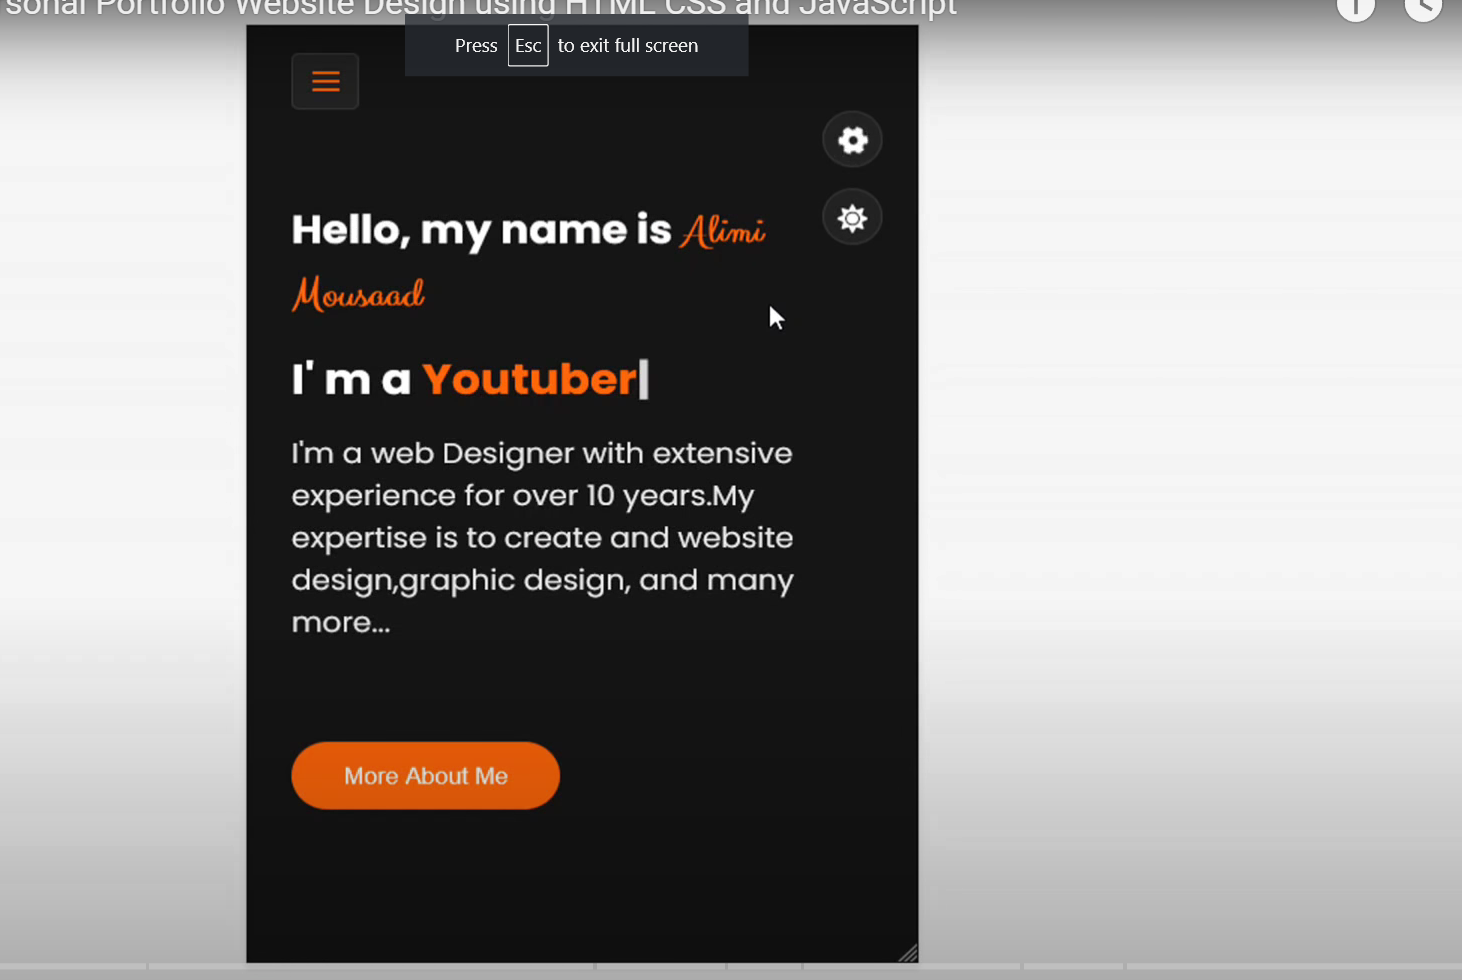 sonal Portfolio Website Design using HTML CSS and JavaScript
Press Esc to exit full screen
Hello, my name is Alimi
Mousaad
I' m a Youtuber
I'm a web Designer with extensive
experience for over 10 years.My
expertise is to create and website
design,graphic design, and many
more...
More About Me